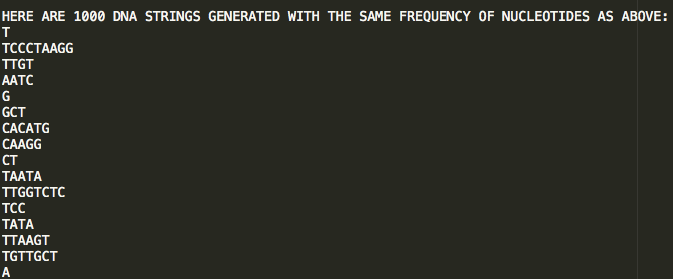 HERE ARE 1000 DNA STRINGS GENERATED WITH THE SAME FREQUENCY OF NUCLEOTIDES AS ABOVE:
T
TCCCTAAGG
TTGT
AATC
G
GCT
CACATG
CAAGG
CT
TAATA
TTGGTCTC
TCC
TATA
TTAAGT
TGTTGCT
A